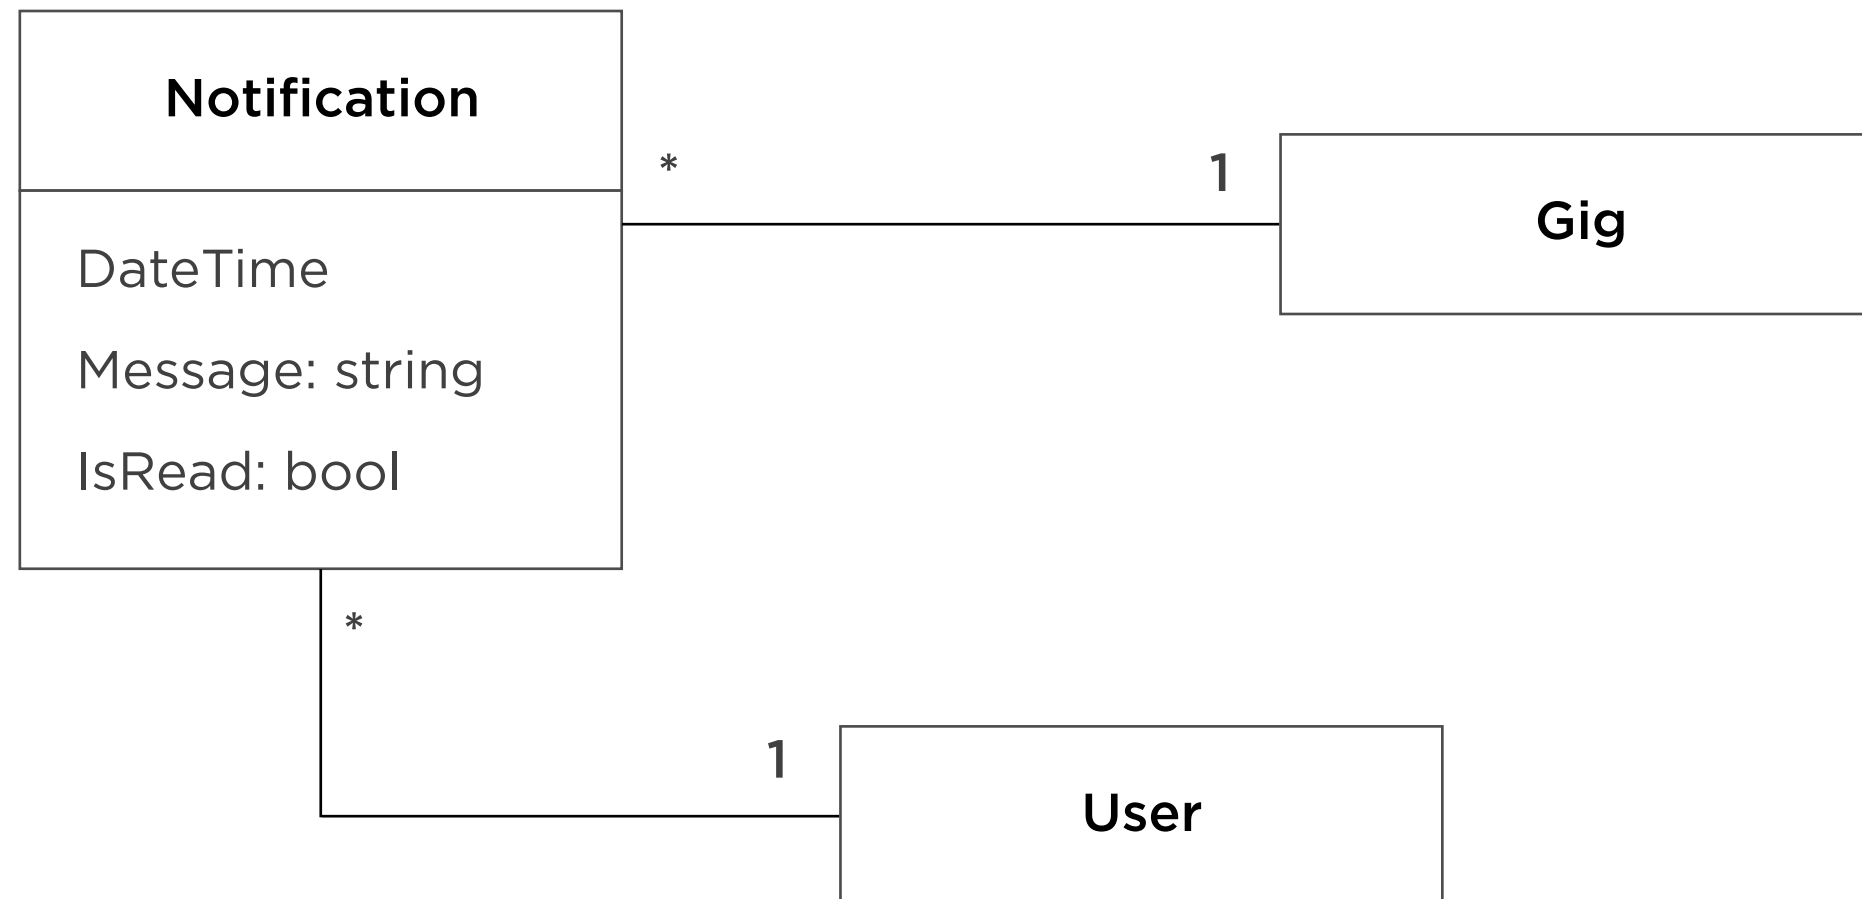 Notification
* 1
Gig
DateTime
Message: string
IsRead: bool
*
1
User